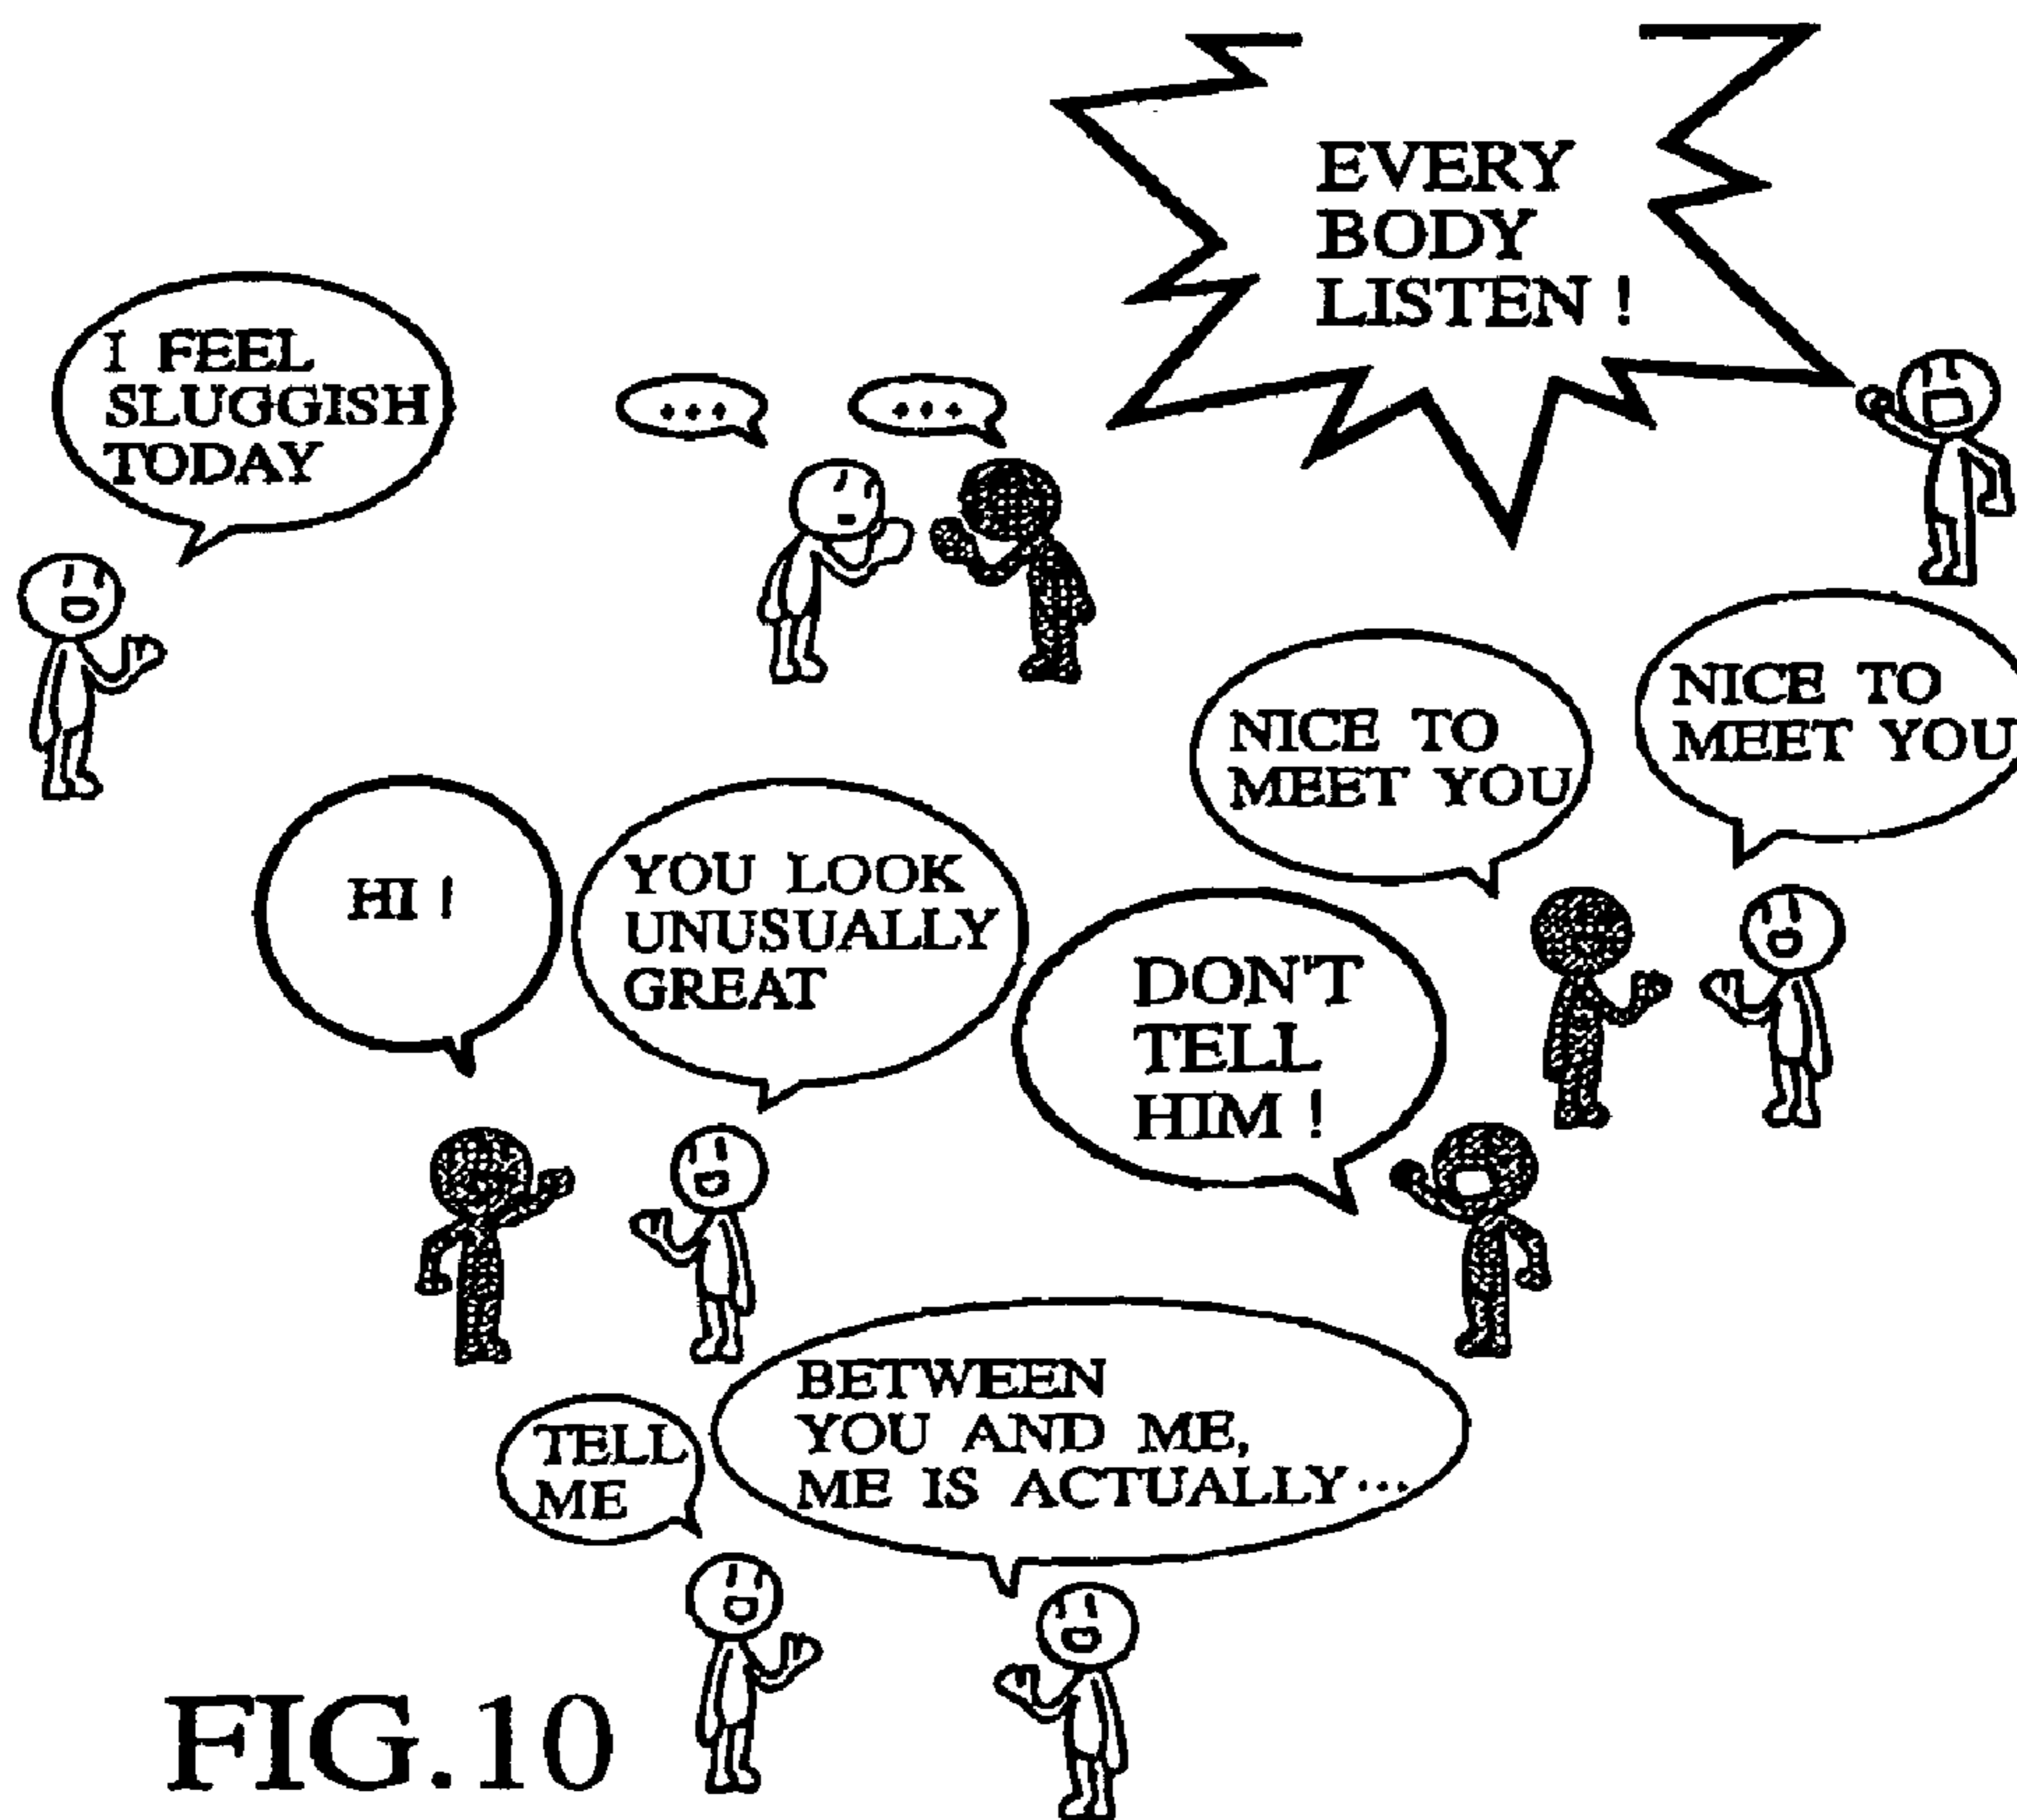 EVERY
BODY
LISTEN !
I FEEL
SLUGGISH
TODAY
...
...
NICE TO
MEET YOU
NICE TO
MEET YOU
HI !
YOU LOOK
UNUSUALLY
GREAT
DON'T
TELL
HIM !
BETWEEN
YOU AND ME,
ME IS ACTUALLY...
TELL
ME
FIG.10